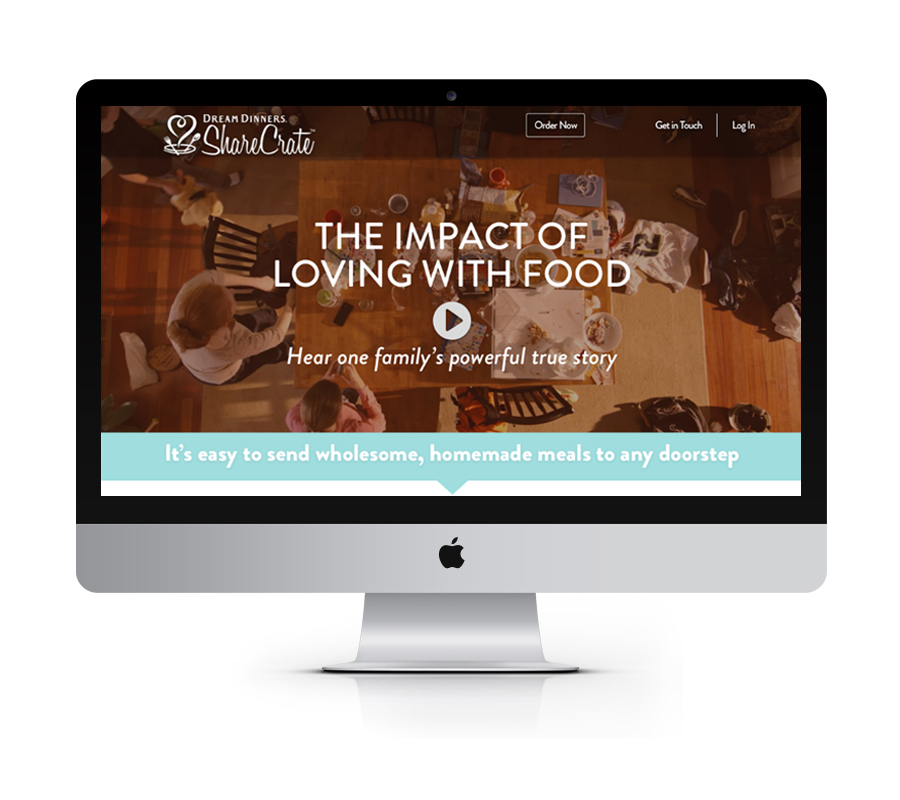 DREAM DINNERS®
ShareCrate™
Order Now
Get in Touch
Log In
THE IMPACT OF
LOVING WITH FOOD
Hear one family's powerful true story
It's easy to send wholesome, homemade meals to any doorstep